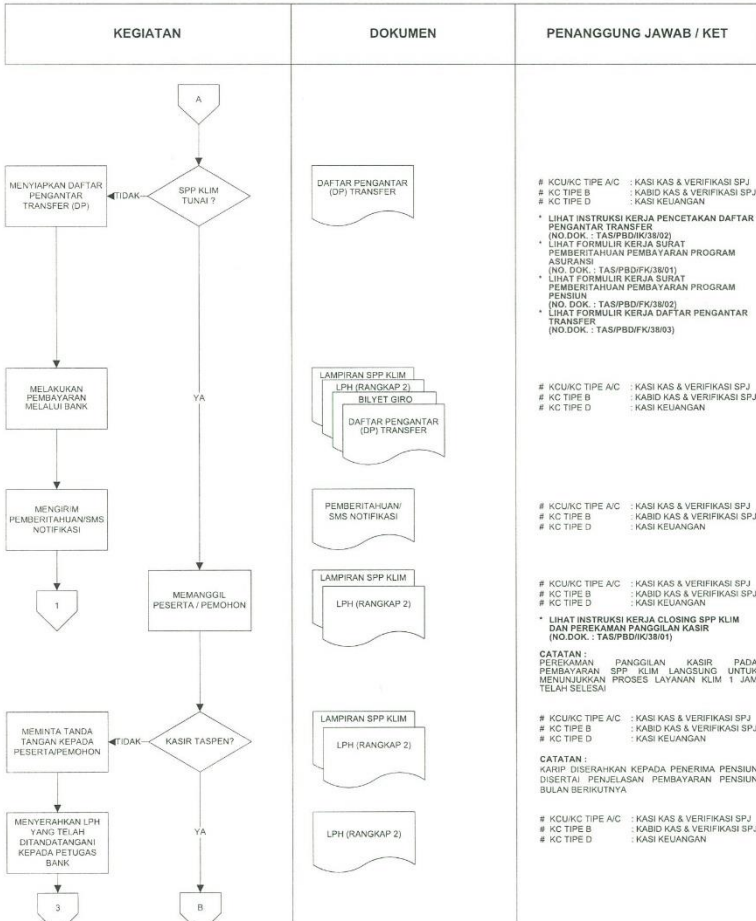 KEGIATAN
DOKUMEN
PENANGGUNG JAWAB / KET
A
MENYIAPKAN DAFTAR
PENGANTAR
TRANSFER (DP)
TIDAK
SPP KLIM
TUNAI ?
DAFTAR PENGANTAR
(DP) TRANSFER
# KCU/KC TIPE A/C : KASI KAS & VERIFIKASI SPJ
# KC TIPE B : KABID KAS & VERIFIKASI SPJ
# KC TIPE D : KASI KEUANGAN
* LIHAT INSTRUKSI KERJA PENCETAKAN DAFTAR
PENGANTAR TRANSFER
(NO.DOK. : TAS/PBD/IK/38/02)
* LIHAT FORMULIR KERJA SURAT
PEMBERITAHUAN PEMBAYARAN PROGRAM
ASURANSI
(NO. DOK. : TAS/PBD/FK/38/01)
* LIHAT FORMULIR KERJA SURAT
PEMBERITAHUAN PEMBAYARAN PROGRAM
PENSIUN
(NO. DOK. : TAS/PBD/FK/38/02)
* LIHAT FORMULIR KERJA DAFTAR PENGANTAR
TRANSFER
(NO.DOK. : TAS/PBD/FK/38/03)
MELAKUKAN
PEMBAYARAN
MELALUI BANK
YA
LAMPIRAN SPP KLIM
LPH (RANGKAP 2)
BILYET GIRO
DAFTAR PENGANTAR
(DP) TRANSFER
# KCU/KC TIPE A/C : KASI KAS & VERIFIKASI SPJ
# KC TIPE B : KABID KAS & VERIFIKASI SPJ
# KC TIPE D : KASI KEUANGAN
MENGIRIM
PEMBERITAHUAN/SMS
NOTIFIKASI
PEMBERITAHUAN/
SMS NOTIFIKASI
# KCU/KC TIPE A/C : KASI KAS & VERIFIKASI SPJ
# KC TIPE B : KABID KAS & VERIFIKASI SPJ
# KC TIPE D : KASI KEUANGAN
1
MEMANGGIL
PESERTA / PEMOHON
LAMPIRAN SPP KLIM
LPH (RANGKAP 2)
# KCU/KC TIPE A/C : KASI KAS & VERIFIKASI SPJ
# KC TIPE B : KABID KAS & VERIFIKASI SPJ
# KC TIPE D : KASI KEUANGAN
* LIHAT INSTRUKSI KERJA CLOSING SPP KLIM
DAN PEREKAMAN PANGGILAN KASIR
(NO.DOK. : TAS/PBD/IK/38/01)
CATATAN :
PEREKAMAN PANGGILAN KASIR PADA
PEMBAYARAN SPP KLIM LANGSUNG UNTUK
MENUNJUKKAN PROSES LAYANAN KLIM 1 JAM
TELAH SELESAI
MEMINTA TANDA
TANGAN KEPADA
PESERTA/PEMOHON
TIDAK
KASIR TASPEN?
LAMPIRAN SPP KLIM
LPH (RANGKAP 2)
# KCU/KC TIPE A/C : KASI KAS & VERIFIKASI SPJ
# KC TIPE B : KABID KAS & VERIFIKASI SPJ
# KC TIPE D : KASI KEUANGAN
CATATAN :
KARIP DISERAHKAN KEPADA PENERIMA PENSIUN
DISERTAI PENJELASAN PEMBAYARAN PENSIUN
BULAN BERIKUTNYA
MENYERAHKAN LPH
YANG TELAH
DITANDATANGANI
KEPADA PETUGAS
BANK
YA
LPH (RANGKAP 2)
# KCU/KC TIPE A/C : KASI KAS & VERIFIKASI SPJ
# KC TIPE B : KABID KAS & VERIFIKASI SPJ
# KC TIPE D : KASI KEUANGAN
3
B